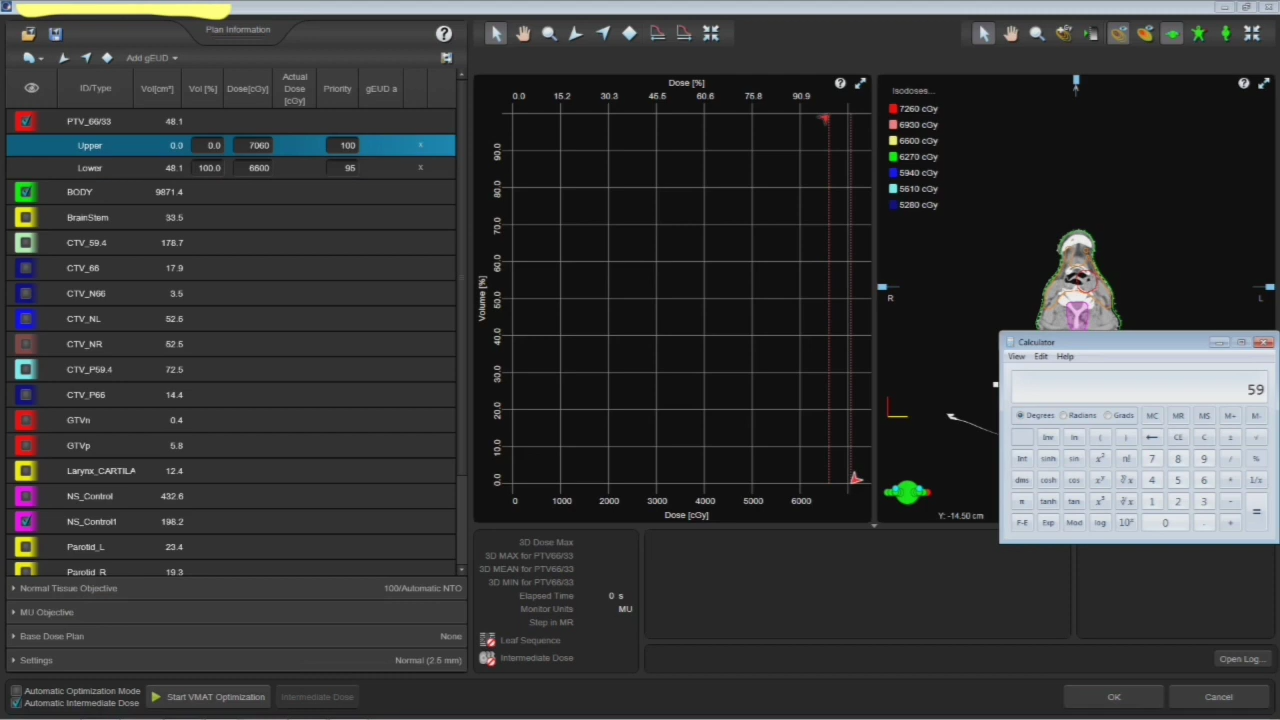 Plan Information
Add gEUD
ID/Type Vol[cm³] Vol [%] Dose[cGy] Actual Dose [cGy] Priority gEUD a
PTV_66/33 48.1
Upper 0.0 0.0 7060 100 x
Lower 48.1 100.0 6600 95 x
BODY 9871.4
BrainStem 33.5
CTV_59.4 178.7
CTV_66 17.9
CTV_N66 3.5
CTV_NL 52.6
CTV_NR 52.5
CTV_P59.4 72.5
CTV_P66 14.4
GTVn 0.4
GTVp 5.8
Larynx_CARTILA 12.4
NS_Control 432.6
NS_Control1 198.2
Parotid_L 23.4
Parotid_R 19.3
Normal Tissue Objective 100/Automatic NTO
MU Objective
Base Dose Plan None
Settings Normal (2.5 mm)
Automatic Optimization Mode
Automatic Intermediate Dose
Start VMAT Optimization
Intermediate Dose
Dose [%]
0.0 15.2 30.3 45.5 60.6 75.8 90.9
Volume [%]
90.0
80.0
70.0
60.0
50.0
40.0
30.0
20.0
10.0
0.0
0 1000 2000 3000 4000 5000 6000
Dose [cGy]
3D Dose Max
3D MAX for PTV66/33
3D MEAN for PTV66/33
3D MIN for PTV66/33
Elapsed Time 0 s
Monitor Units MU
Step in MR
Leaf Sequence
Intermediate Dose
Isodoses...
7260 cGy
6930 cGy
6600 cGy
6270 cGy
5940 cGy
5610 cGy
5280 cGy
R
L
Y: -14.50 cm
Calculator
View Edit Help
59
Degrees Radians Grads MC MR MS M+ M-
Inv ln ( ) ← CE C ± √
Int sinh sin x² n! 7 8 9 / %
dms cosh cos xʸ ʸ√x 4 5 6 * 1/x
π tanh tan x³ ³√x 1 2 3 - =
F-E Exp Mod log 10ˣ 0 . +
Open Log...
OK
Cancel